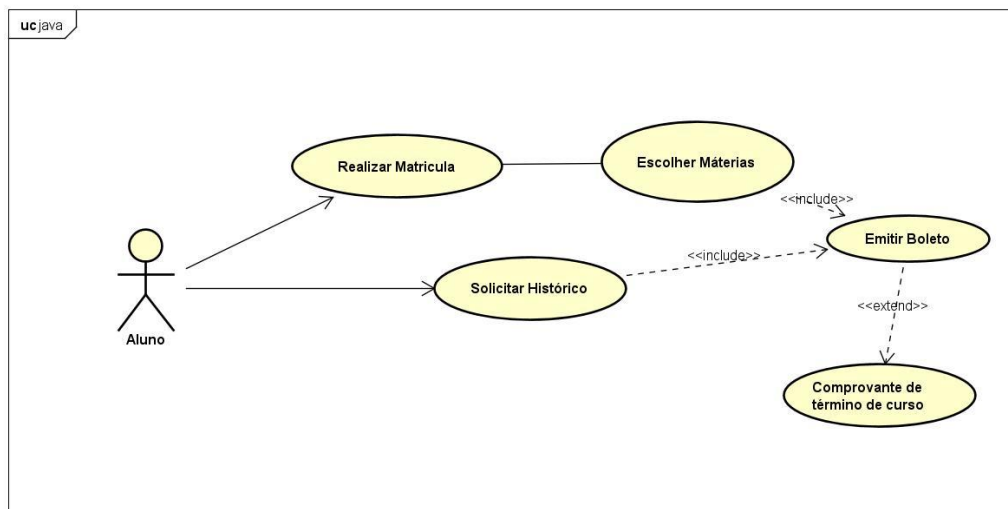 uc java
Realizar Matricula
Escolher Máterias
<<include>>
Emitir Boleto
<<include>>
Solicitar Histórico
<<extend>>
Aluno
Comprovante de
término de curso